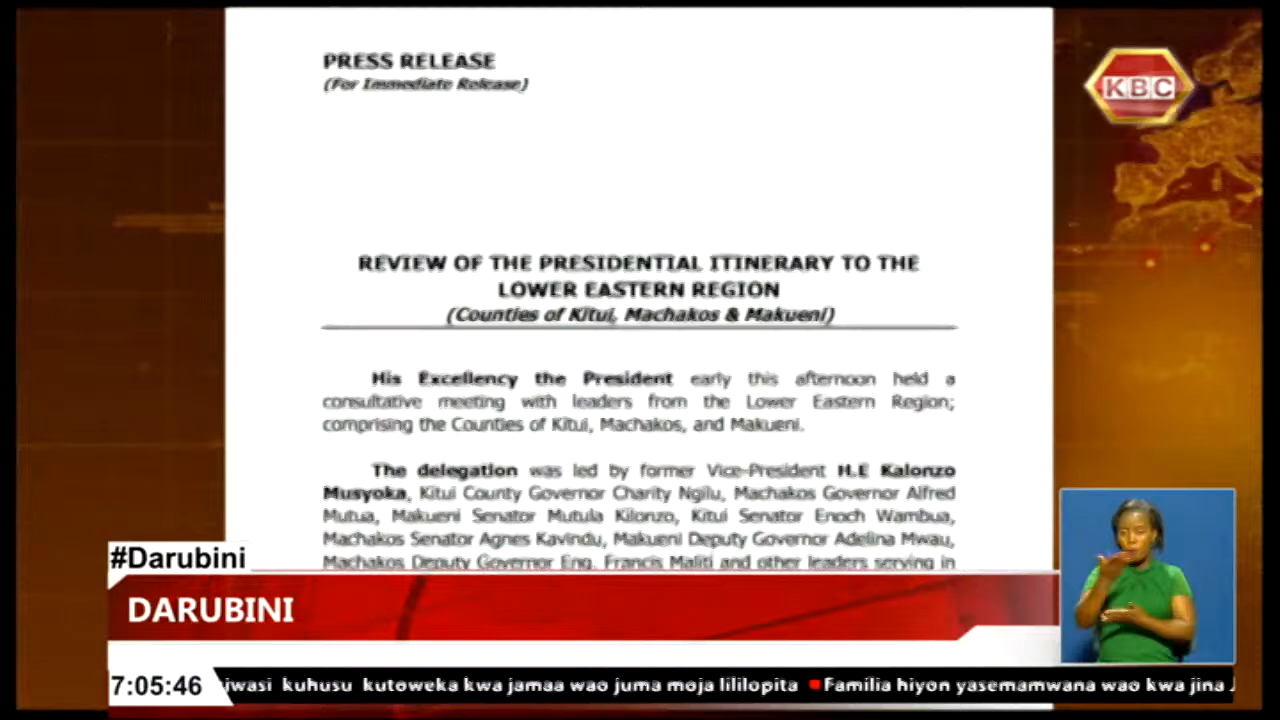 PRESS RELEASE
(For Immediate Release)
KBC
REVIEW OF THE PRESIDENTIAL ITINERARY TO THE
LOWER EASTERN REGION
(Counties of Kitui, Machakos & Makueni)
His Excellency the President early this afternoon held a
consultative meeting with leaders from the Lower Eastern Region;
comprising the Counties of Kitui, Machakos, and Makueni.
The delegation was led by former Vice-President H.E Kalonzo
Musyoka, Kitui County Governor Charity Ngilu, Machakos Governor Alfred
Mutua, Makueni Senator Mutula Kilonzo, Kitui Senator Enoch Wambua,
Machakos Senator Agnes Kavindu, Makueni Deputy Governor Adelina Mwau,
Machakos Deputy Governor Eng. Francis Maliti and other leaders serving in
#Darubini
DARUBINI
7:05:46
iwasi kuhusu kutoweka kwa jamaa wao juma moja lililopita Familia hiyon yasemamwana wao kwa jina